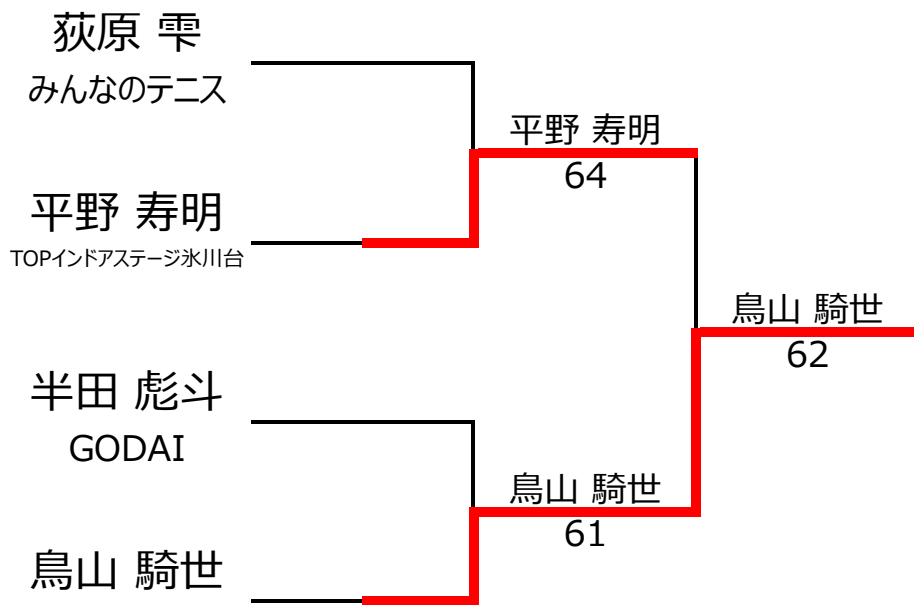 荻原 雫
みんなのテニス
平野 寿明
64
平野 寿明
TOPインドアステージ氷川台
鳥山 騎世
62
半田 彪斗
GODAI
鳥山 騎世
61
鳥山 騎世